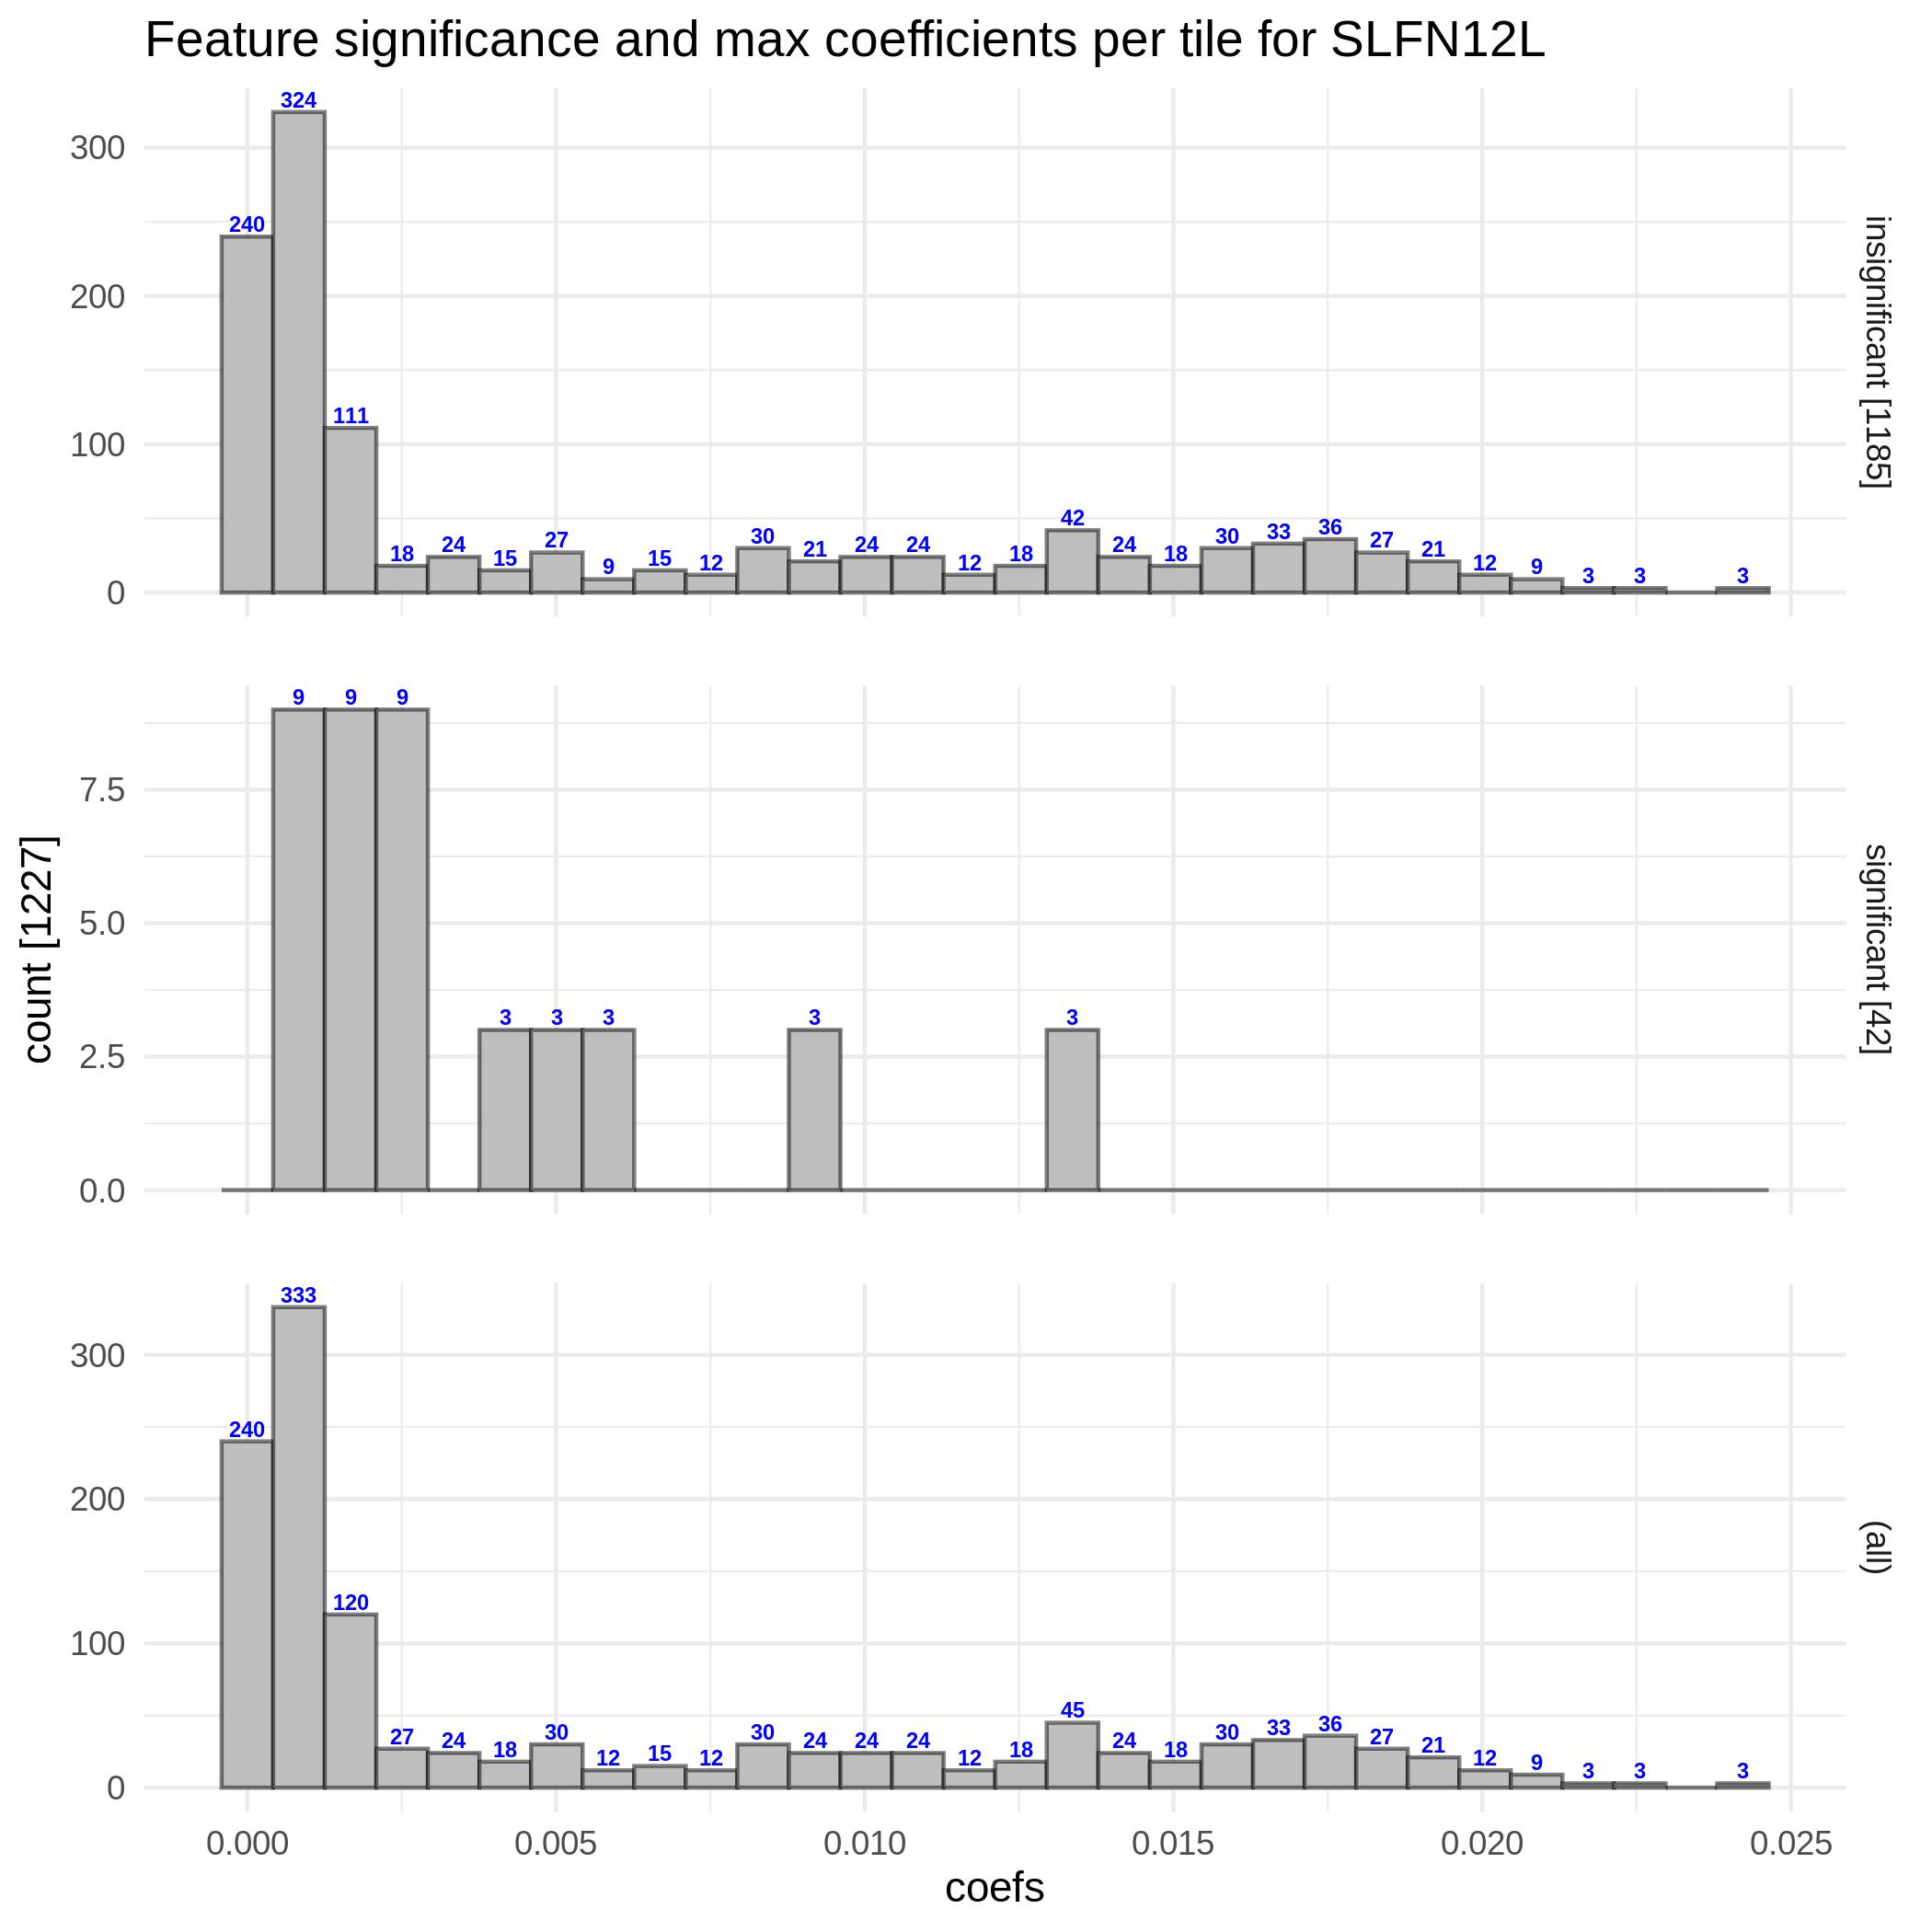 Feature significance and max coefficients per tile for SLFN12L
324
300
240
200
111
100
18 24 15 27 9 15 12 30 21 24 24 12 18 42 24 18 30 33 36 27 21 12 9 3 3 3
0
insignificant [1185]
9 9 9
7.5
5.0
3 3 3 3 3
2.5
0.0
significant [42]
count [1227]
333
300
240
200
120
100
27 24 18 30 12 15 12 30 24 24 24 12 18 45 24 18 30 33 36 27 21 12 9 3 3 3
0
(all)
0.000 0.005 0.010 0.015 0.020 0.025
coefs